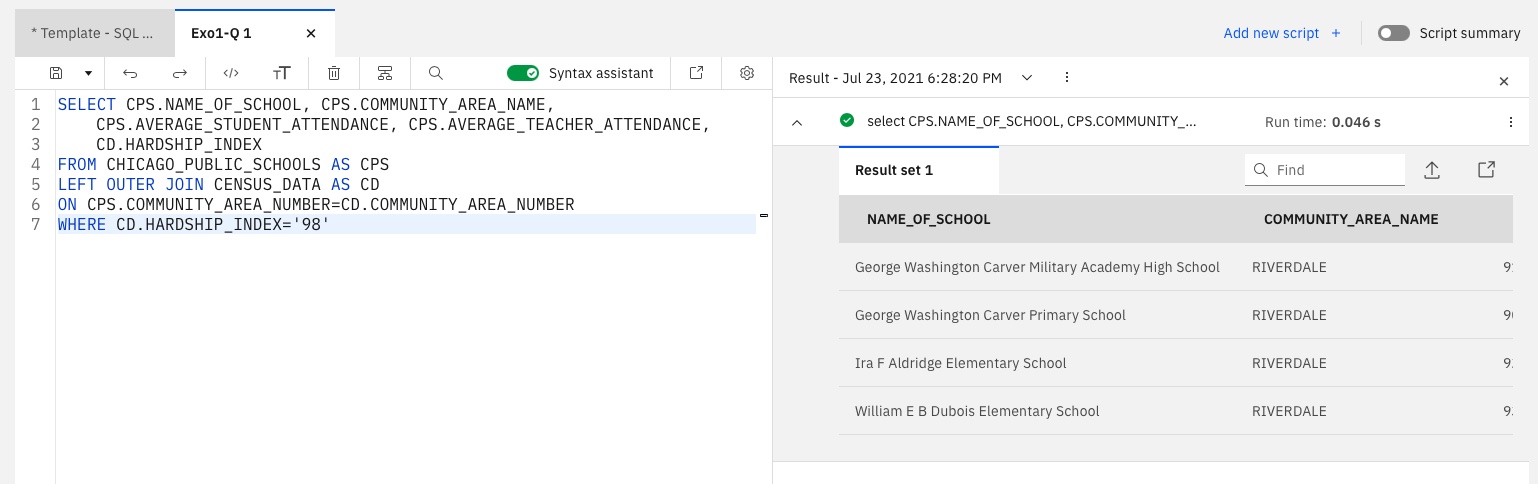 * Template - SQL ...
Exo1-Q 1
Add new script +
Script summary
Syntax assistant
1 SELECT CPS.NAME_OF_SCHOOL, CPS.COMMUNITY_AREA_NAME,
2 CPS.AVERAGE_STUDENT_ATTENDANCE, CPS.AVERAGE_TEACHER_ATTENDANCE,
3 CD.HARDSHIP_INDEX
4 FROM CHICAGO_PUBLIC_SCHOOLS AS CPS
5 LEFT OUTER JOIN CENSUS_DATA AS CD
6 ON CPS.COMMUNITY_AREA_NUMBER=CD.COMMUNITY_AREA_NUMBER
7 WHERE CD.HARDSHIP_INDEX='98'
Result - Jul 23, 2021 6:28:20 PM
select CPS.NAME_OF_SCHOOL, CPS.COMMUNITY_...
Run time: 0.046 s
Result set 1
Find
NAME_OF_SCHOOL COMMUNITY_AREA_NAME
George Washington Carver Military Academy High School RIVERDALE
George Washington Carver Primary School RIVERDALE
Ira F Aldridge Elementary School RIVERDALE
William E B Dubois Elementary School RIVERDALE